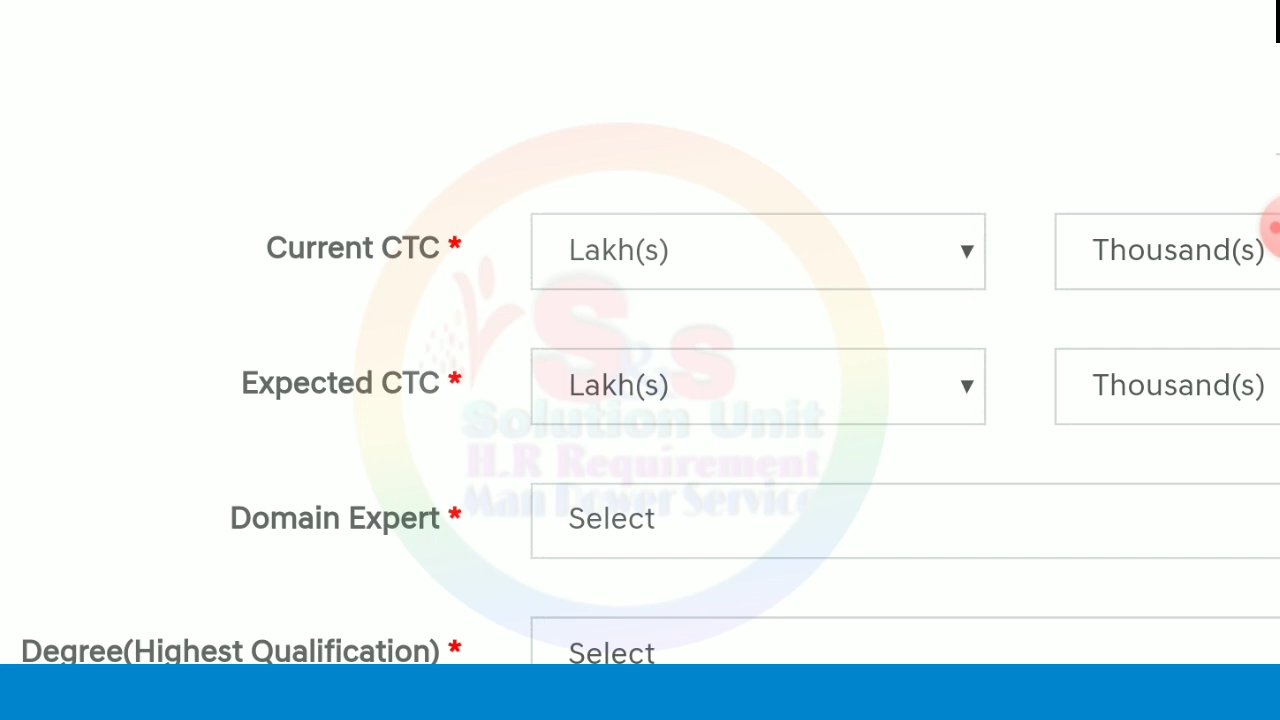 Current CTC * Lakh(s) Thousand(s)
Expected CTC * Lakh(s) Thousand(s)
S&S
Solution Unit
H.R Requirement
Man Power Service
Domain Expert * Select
Degree(Highest Qualification) * Select